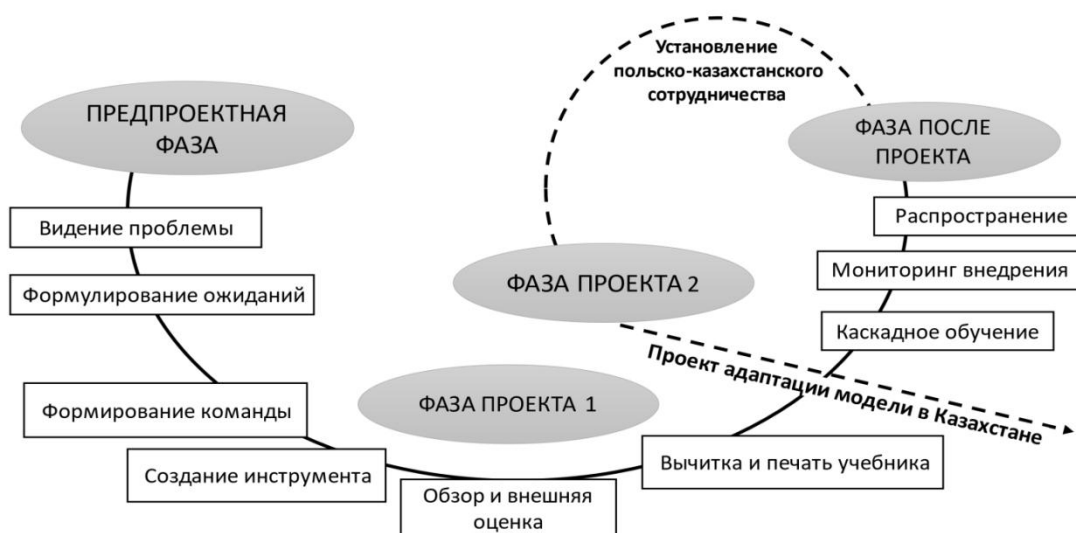 ПРЕДПРОЕКТНАЯ
ФАЗА
Видение проблемы
Формулирование ожиданий
Формирование команды
Создание инструмента
ФАЗА ПРОЕКТА 1
Обзор и внешняя
оценка
Вычитка и печать учебника
ФАЗА ПРОЕКТА 2
Установление
польско-казахстанского
сотрудничества
Проект адаптации модели в Казахстане
ФАЗА ПОСЛЕ
ПРОЕКТА
Распространение
Мониторинг внедрения
Каскадное обучение